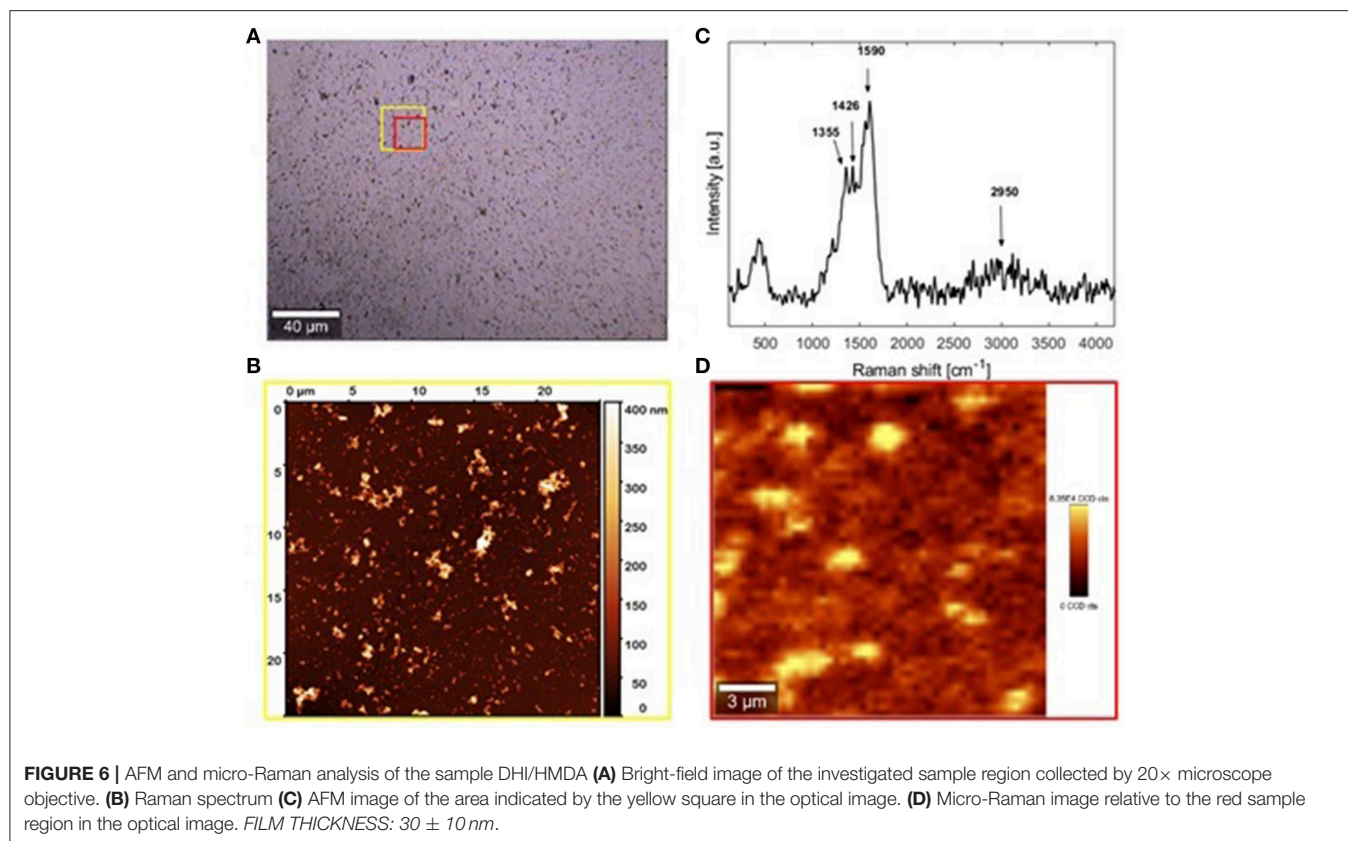 A
40 µm
C
1590
1426
1355
2950
Intensity [a.u.]
500 1000 1500 2000 2500 3000 3500 4000
Raman shift [cm⁻¹]
B
0 µm 5 10 15 20
0
5
10
15
20
400 nm
350
300
250
200
150
100
50
0
D
3 µm
0 CCD cts
FIGURE 6 | AFM and micro-Raman analysis of the sample DHI/HMDA (A) Bright-field image of the investigated sample region collected by 20× microscope
objective. (B) Raman spectrum (C) AFM image of the area indicated by the yellow square in the optical image. (D) Micro-Raman image relative to the red sample
region in the optical image. FILM THICKNESS: 30 ± 10 nm.